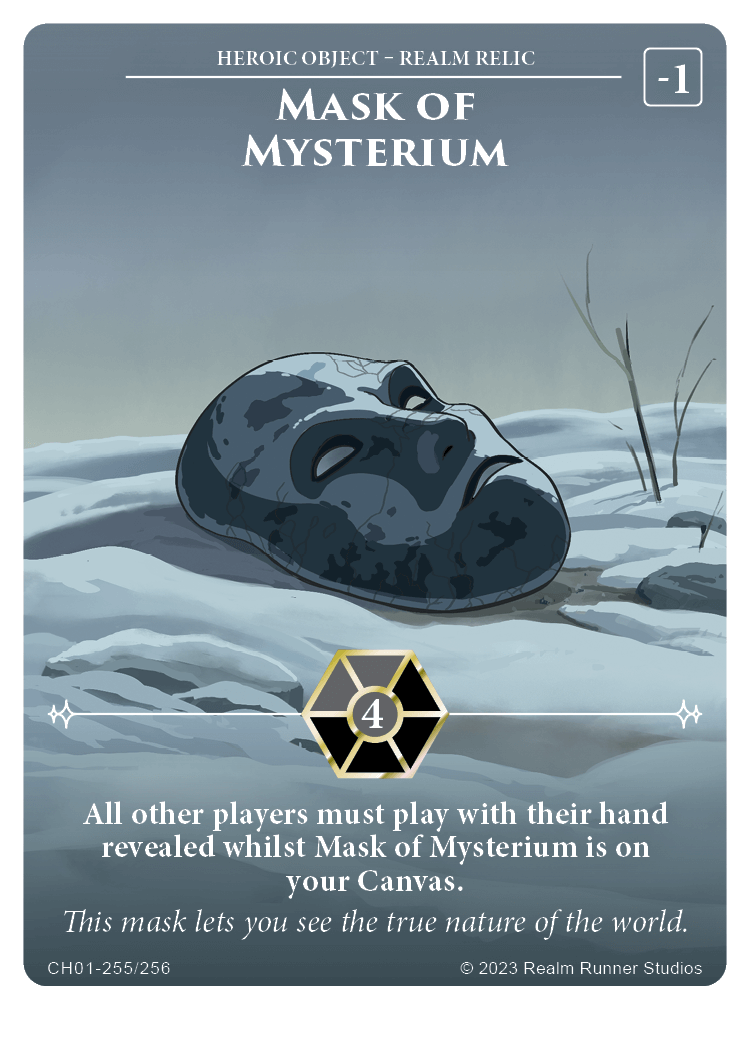 HEROIC OBJECT – REALM RELIC
-1
MASK OF
MYSTERIUM
4
All other players must play with their hand
revealed whilst Mask of Mysterium is on
your Canvas.
This mask lets you see the true nature of the world.
CH01-255/256
© 2023 Realm Runner Studios